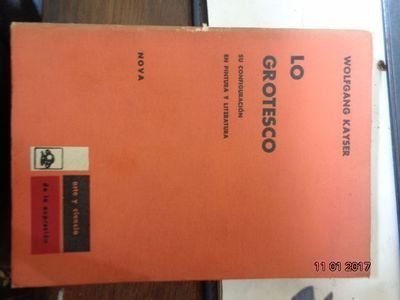 WOLFGANG KAYSER
LO
GROTESCO
SU CONFIGURACIÓN
EN PINTURA Y LITERATURA
NOVA
arte y ciencia
de la expresión
11 01 2017